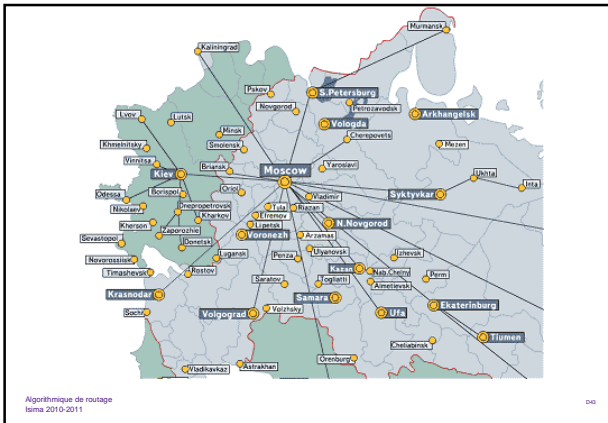 Murmansk
Kaliningrad
Pskov
S.Petersburg
Novgorod
Petrozavodsk
Lvov
Lutsk
Vologda
Arkhangelsk
Minsk
Cherepovets
Khmelnitsky
Smolensk
Mezen
Vinnitsa
Briansk
Moscow
Yaroslavl
Kiev
Ukhta
Odessa
Borispol
Oriol
Syktyvkar
Inta
Nikolaev
Dnepropetrovsk
Tula
Riazan
Vladimir
Kherson
Kharkov
Efremov
N.Novgorod
Zaporozhie
Lipetsk
Sevastopol
Donetsk
Voronezh
Arzamas
Novorossiisk
Lugansk
Penza
Ulyanovsk
Izhevsk
Timashevsk
Rostov
Kazan
Nab.Chelny
Perm
Saratov
Togliatti
Almetievsk
Krasnodar
Samara
Ekaterinburg
Sochi
Volgograd
Volzhsky
Ufa
Tiumen
Cheliabinsk
Orenburg
Vladikavkaz
Astrakhan
Algorithmique de routage
Isima 2010-2011
D43